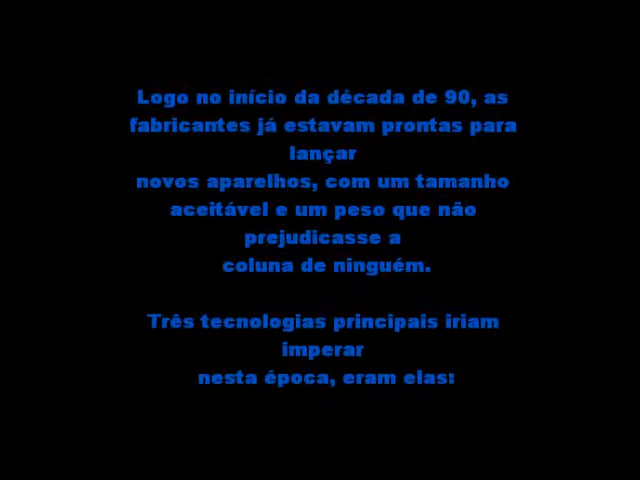 Logo no início da década de 90, as
fabricantes já estavam prontas para
lançar
novos aparelhos, com um tamanho
aceitável e um peso que não
prejudicasse a
coluna de ninguém.
Três tecnologias principais iriam
imperar
nesta época, eram elas: